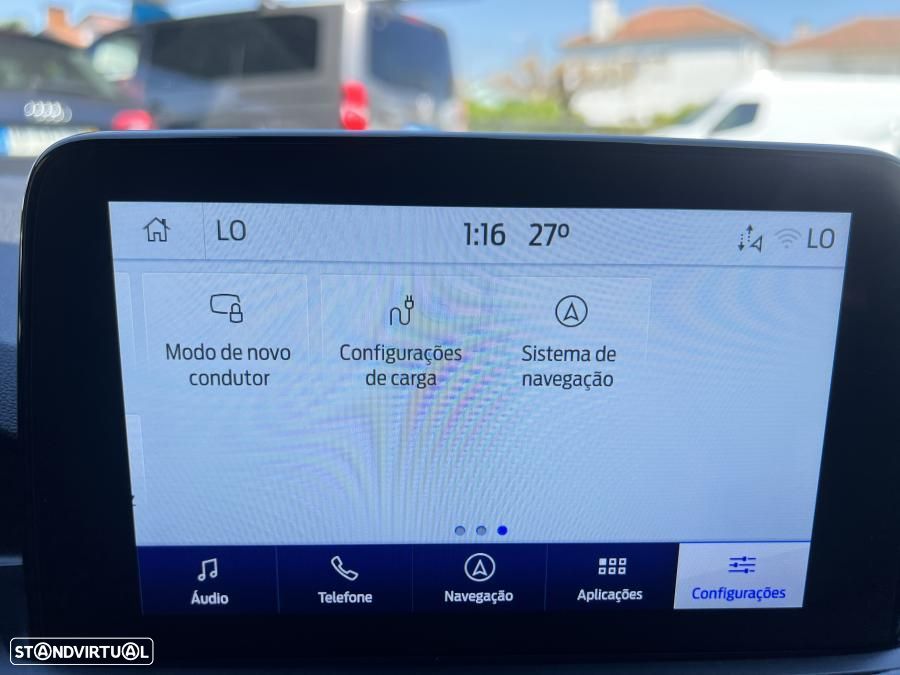 LO 1:16 27º LO
Modo de novo
condutor
Configurações
de carga
Sistema de
navegação
Áudio
Telefone
Navegação
Aplicações
Configurações
STANDVIRTUAL